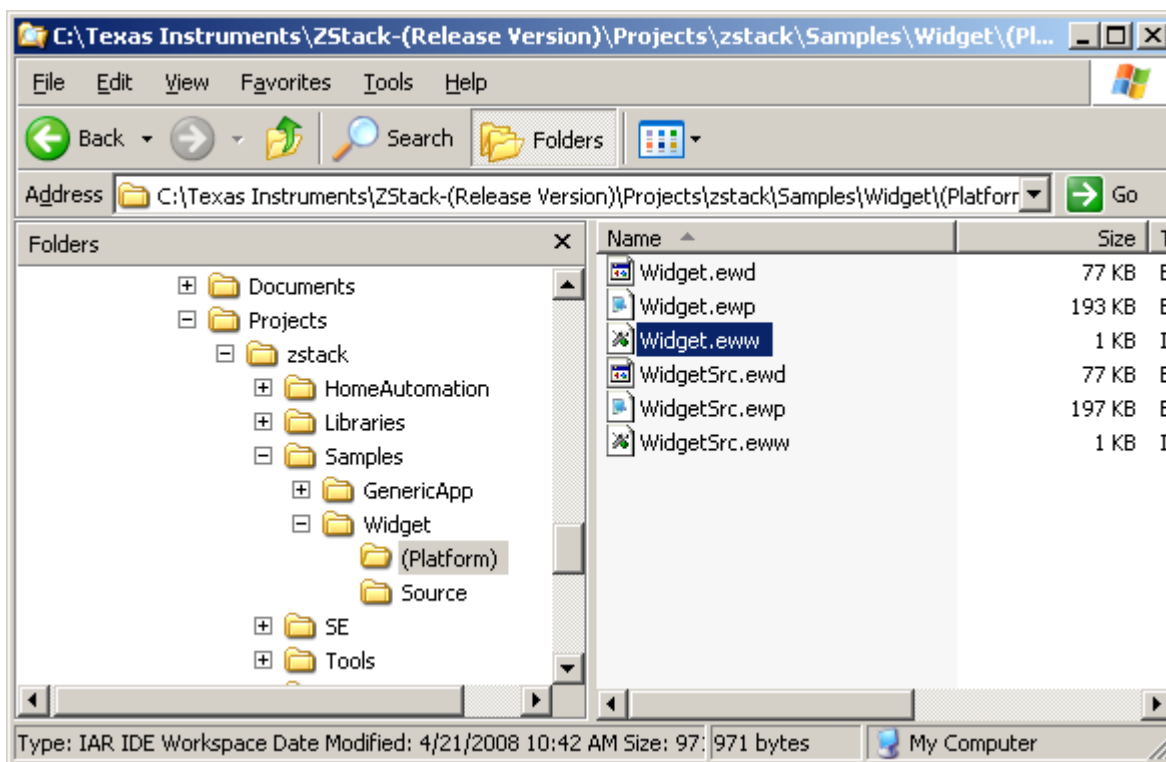 C:\Texas Instruments\ZStack-(Release Version)\Projects\zstack\Samples\Widget\(Pl...
File Edit View Favorites Tools Help
Back Search Folders
Address C:\Texas Instruments\ZStack-(Release Version)\Projects\zstack\Samples\Widget\(Platforr Go
Folders Name Size
Documents Widget.ewd 77 KB
Projects Widget.ewp 193 KB
zstack Widget.eww 1 KB
HomeAutomation WidgetSrc.ewd 77 KB
Libraries WidgetSrc.ewp 197 KB
Samples WidgetSrc.eww 1 KB
GenericApp
Widget
(Platform)
Source
SE
Tools
Type: IAR IDE Workspace Date Modified: 4/21/2008 10:42 AM Size: 97 971 bytes My Computer